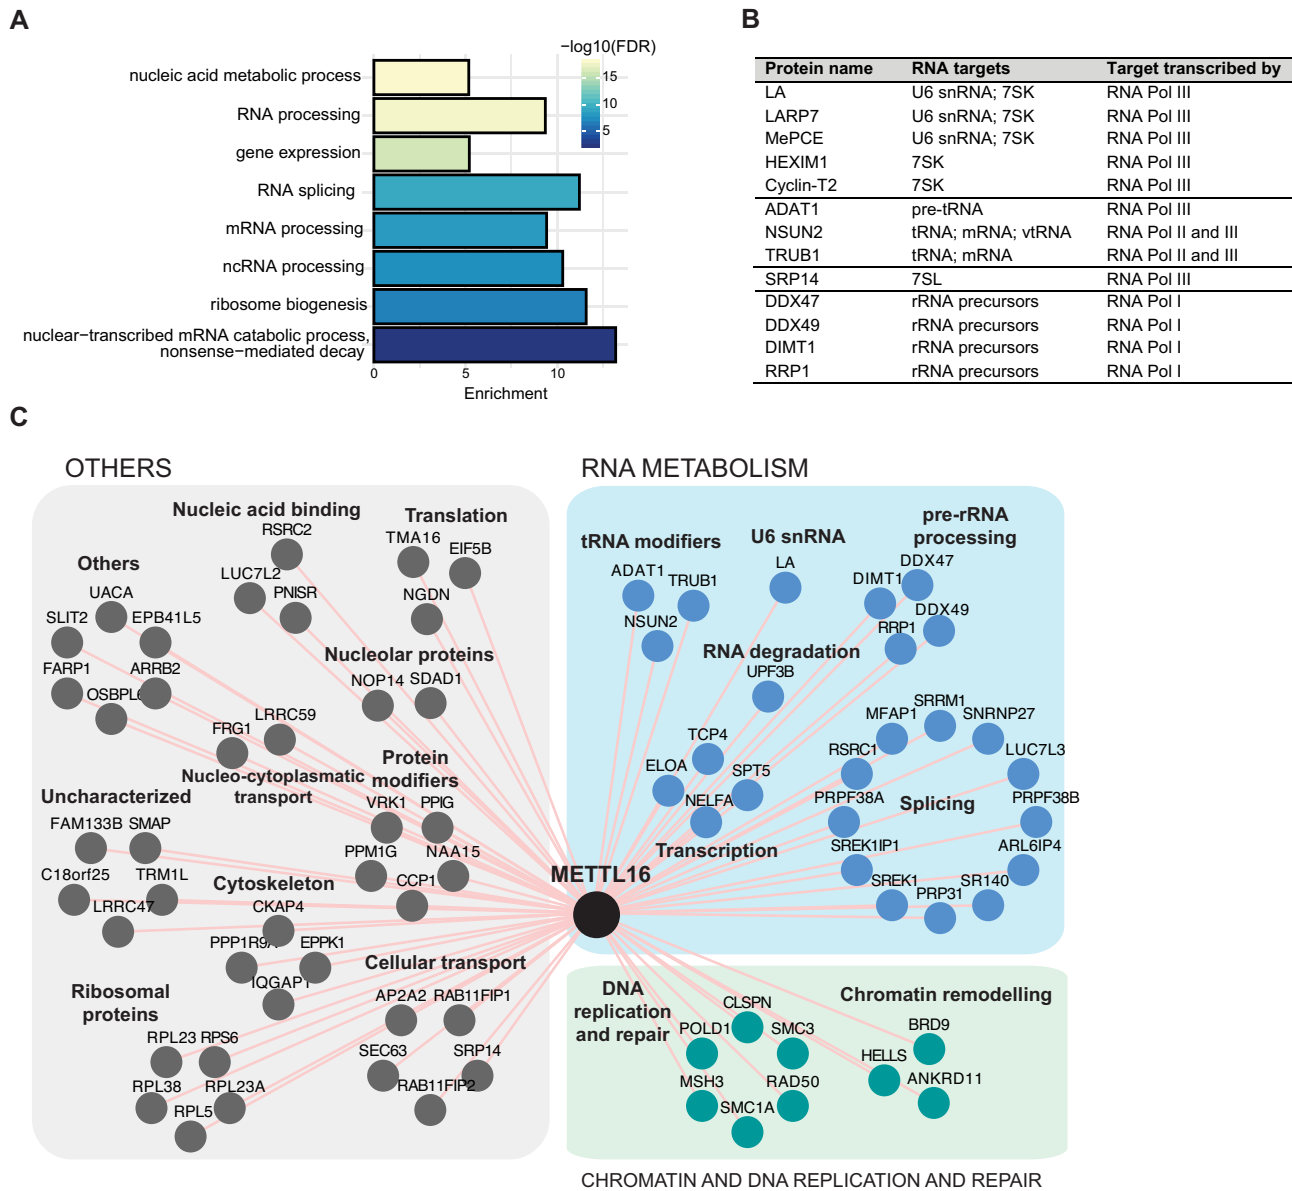 A
−log10(FDR)
15
10
5
nucleic acid metabolic process
RNA processing
gene expression
RNA splicing
mRNA processing
ncRNA processing
ribosome biogenesis
nuclear−transcribed mRNA catabolic process,
nonsense−mediated decay
0 5 10
Enrichment
B
Protein name RNA targets Target transcribed by
LA U6 snRNA; 7SK RNA Pol III
LARP7 U6 snRNA; 7SK RNA Pol III
MePCE U6 snRNA; 7SK RNA Pol III
HEXIM1 7SK RNA Pol III
Cyclin-T2 7SK RNA Pol III
ADAT1 pre-tRNA RNA Pol III
NSUN2 tRNA; mRNA; vtRNA RNA Pol II and III
TRUB1 tRNA; mRNA RNA Pol II and III
SRP14 7SL RNA Pol III
DDX47 rRNA precursors RNA Pol I
DDX49 rRNA precursors RNA Pol I
DIMT1 rRNA precursors RNA Pol I
RRP1 rRNA precursors RNA Pol I
C
OTHERS
Nucleic acid binding
RSRC2
LUC7L2
PNISR
Translation
TMA16
EIF5B
NGDN
Others
UACA
SLIT2
EPB41L5
FARP1
ARRB2
Nucleolar proteins
NOP14
SDAD1
FRG1
LRRC59
Nucleo-cytoplasmatic
transport
Protein
modifiers
VRK1
PPIG
PPM1G
NAA15
CCP1
Uncharacterized
FAM133B
SMAP
C18orf25
TRM1L
LRRC47
Cytoskeleton
CKAP4
EPPK1
IQGAP1
Cellular transport
AP2A2
RAB11FIP1
SEC63
SRP14
RAB11FIP2
Ribosomal
proteins
RPL23
RPS6
RPL38
RPL23A
RPL5
METTL16
RNA METABOLISM
tRNA modifiers
ADAT1
TRUB1
NSUN2
U6 snRNA
LA
pre-rRNA
processing
DDX47
DIMT1
DDX49
RRP1
RNA degradation
UPF3B
TCP4
ELOA
SPT5
NELFA
Transcription
SRRM1
MFAP1
SNRNP27
RSRC1
LUC7L3
PRPF38A
Splicing
PRPF38B
SREK1IP1
ARL6IP4
SREK1
PRP31
SR140
DNA
replication
and repair
CLSPN
POLD1
SMC3
MSH3
RAD50
SMC1A
Chromatin remodelling
BRD9
HELLS
ANKRD11
CHROMATIN AND DNA REPLICATION AND REPAIR